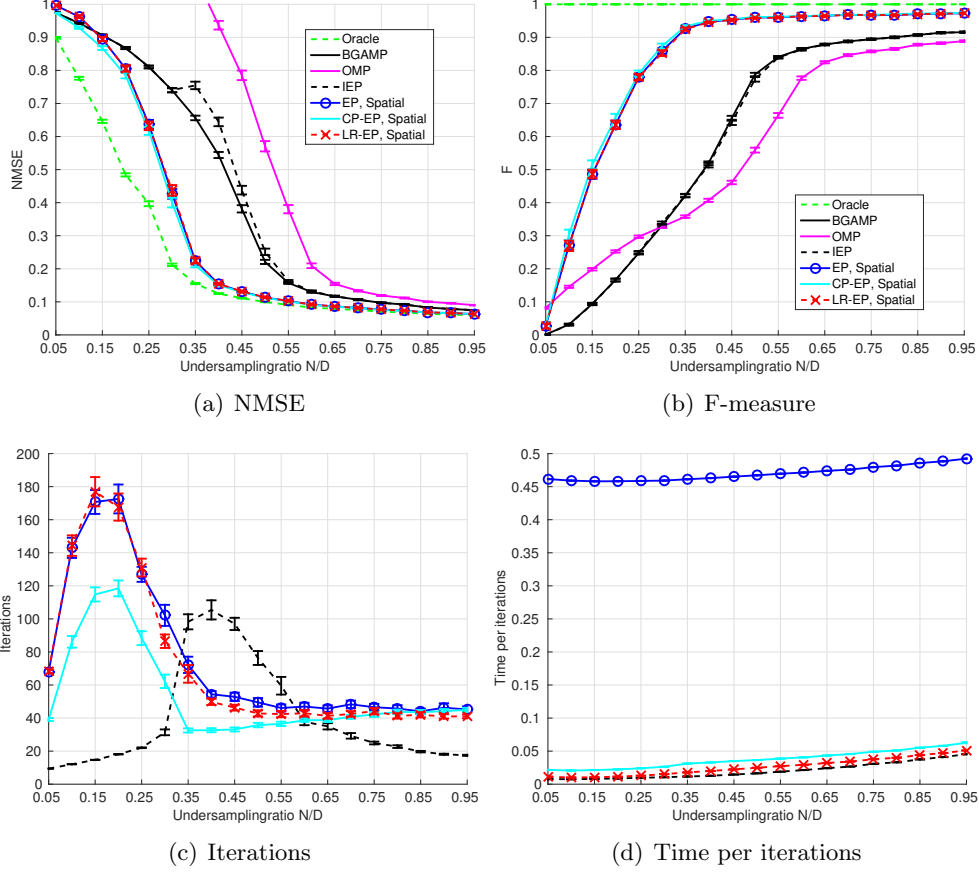 1
0.9
0.8
0.7
0.6
0.5
0.4
0.3
0.2
0.1
0
NMSE
0.05 0.15 0.25 0.35 0.45 0.55 0.65 0.75 0.85 0.95
Undersamplingratio N/D
Oracle
BGAMP
OMP
IEP
EP, Spatial
CP-EP, Spatial
LR-EP, Spatial
(a) NMSE
1
0.9
0.8
0.7
0.6
0.5
0.4
0.3
0.2
0.1
0
F
0.05 0.15 0.25 0.35 0.45 0.55 0.65 0.75 0.85 0.95
Undersamplingratio N/D
Oracle
BGAMP
OMP
IEP
EP, Spatial
CP-EP, Spatial
LR-EP, Spatial
(b) F-measure
200
180
160
140
120
100
80
60
40
20
0
Iterations
0.05 0.15 0.25 0.35 0.45 0.55 0.65 0.75 0.85 0.95
Undersamplingratio N/D
(c) Iterations
0.5
0.45
0.4
0.35
0.3
0.25
0.2
0.15
0.1
0.05
0
Time per iterations
0.05 0.15 0.25 0.35 0.45 0.55 0.65 0.75 0.85 0.95
Undersamplingratio N/D
(d) Time per iterations